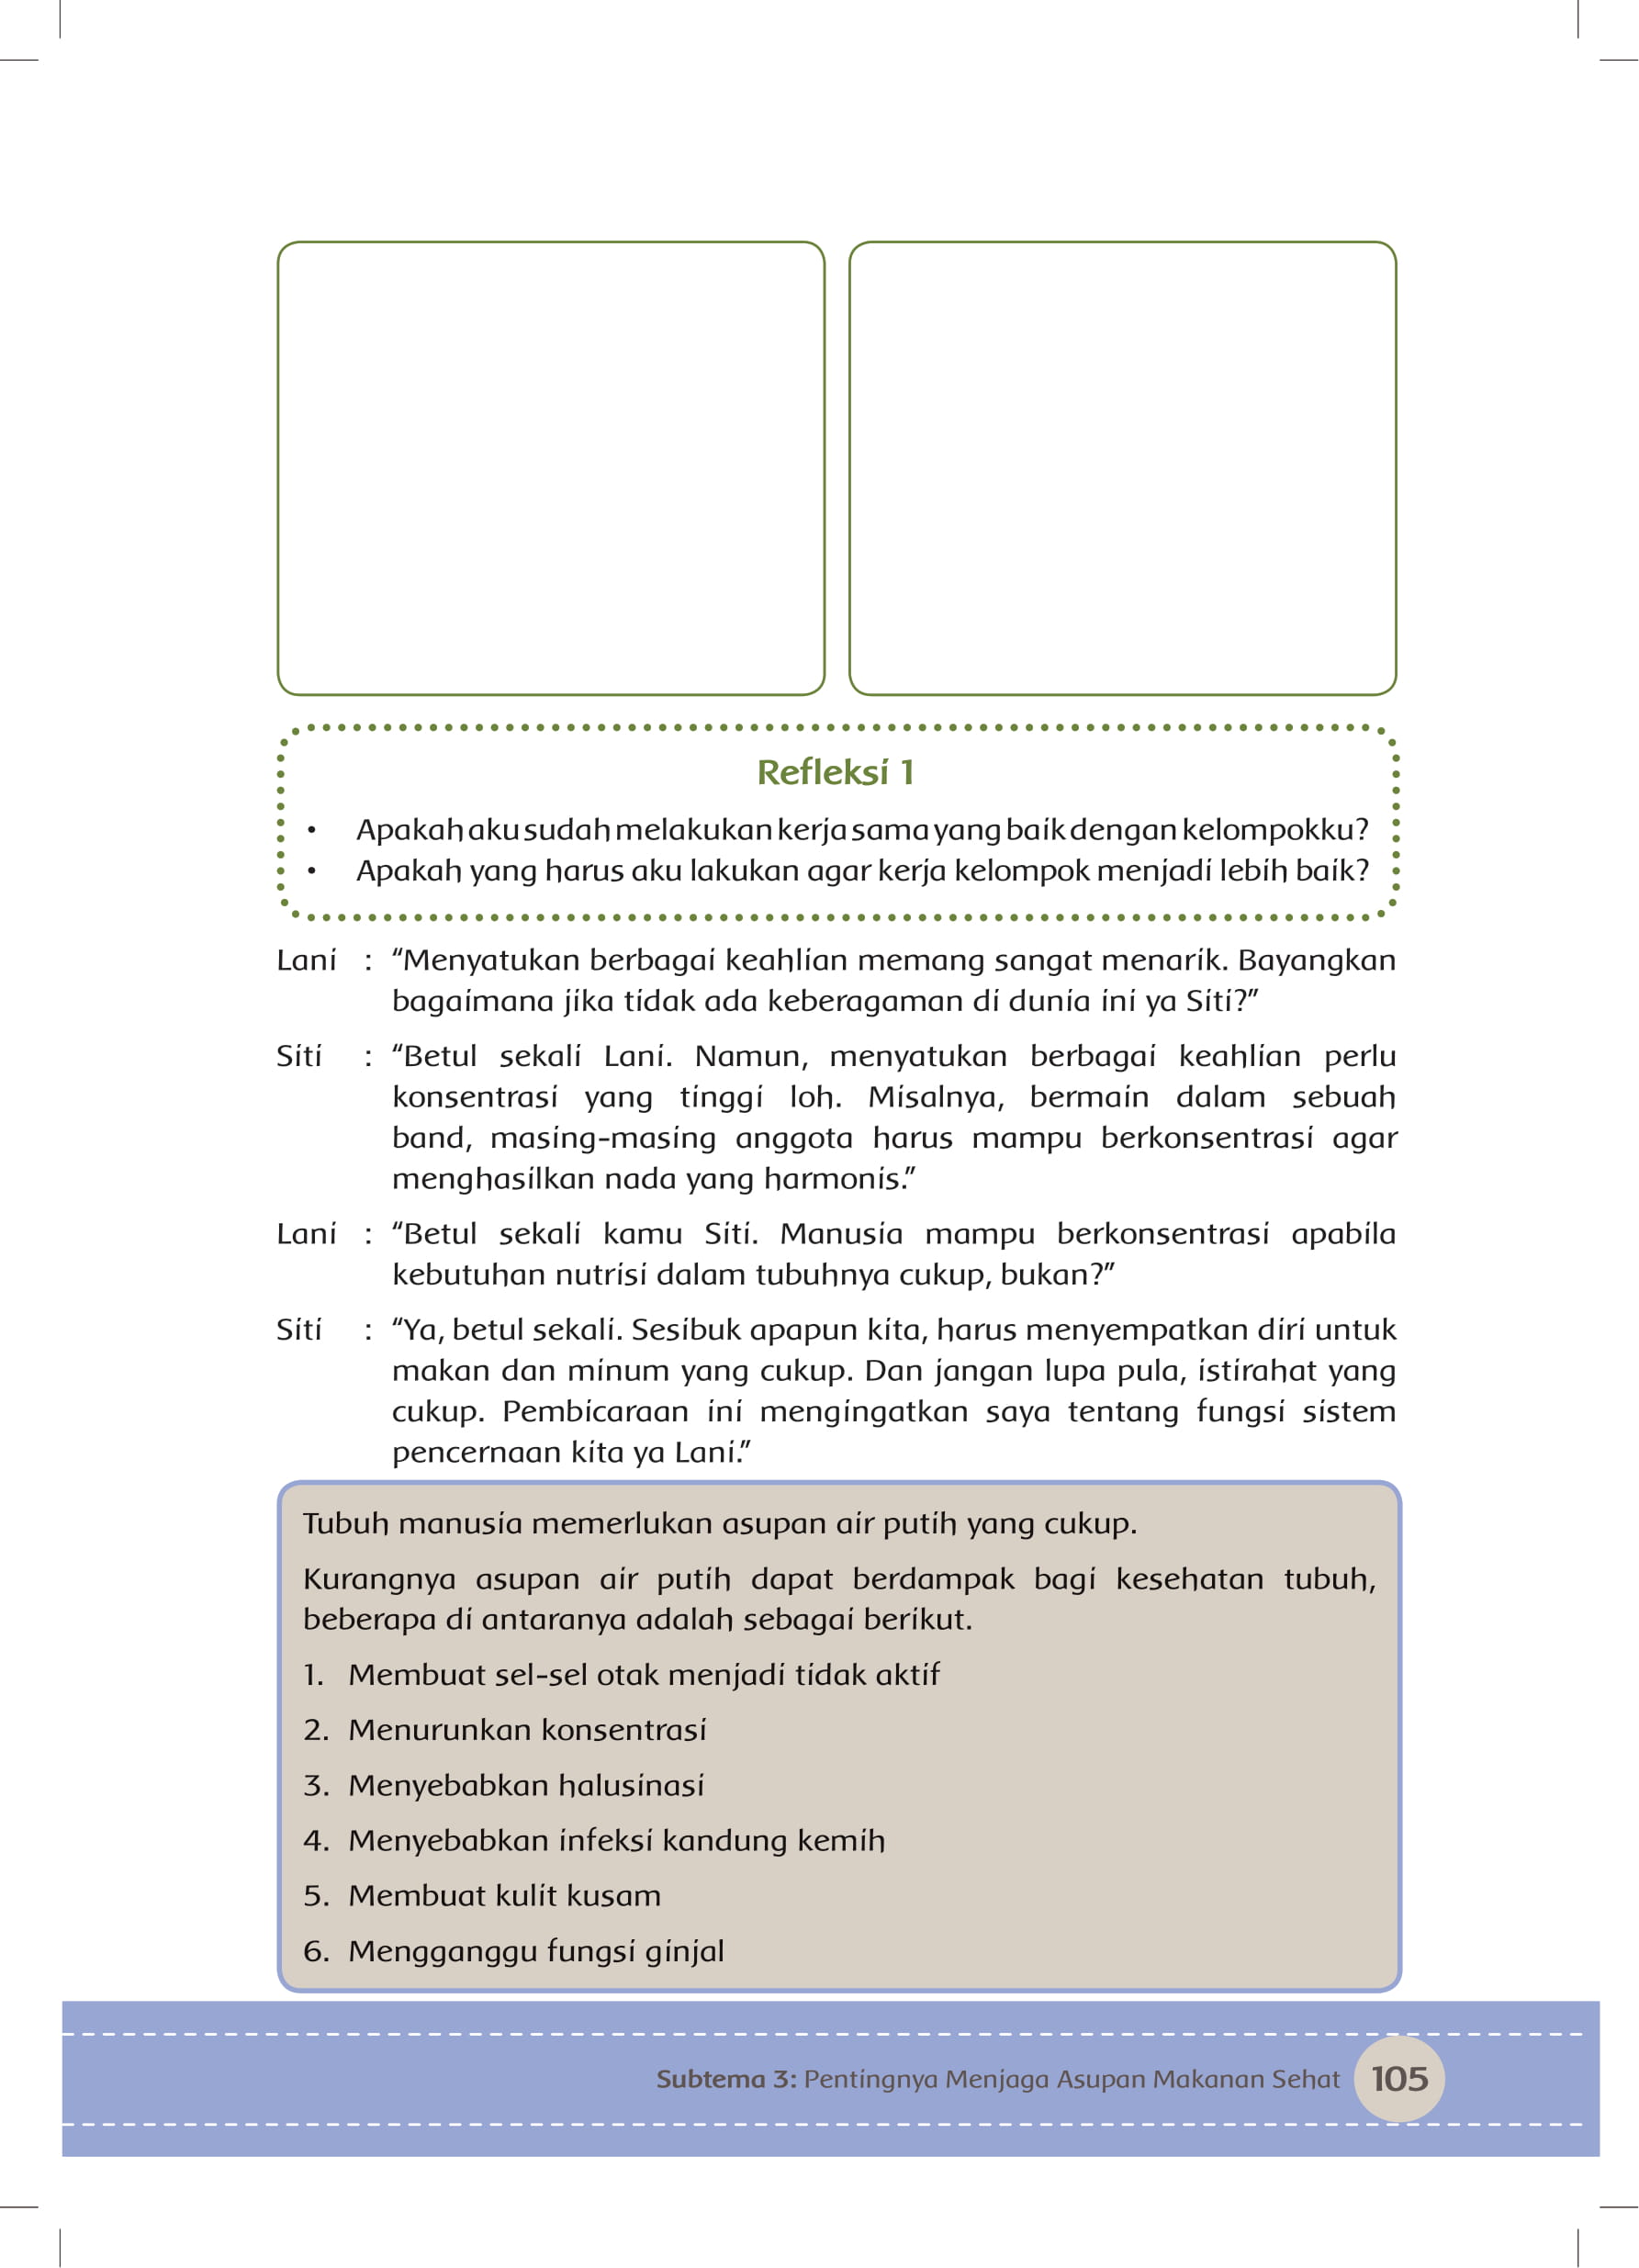 Refleksi 1
• Apakah aku sudah melakukan kerja sama yang baik dengan kelompokku?
• Apakah yang harus aku lakukan agar kerja kelompok menjadi lebih baik?
Lani : “Menyatukan berbagai keahlian memang sangat menarik. Bayangkan
bagaimana jika tidak ada keberagaman di dunia ini ya Siti?”
Siti : “Betul sekali Lani. Namun, menyatukan berbagai keahlian perlu
konsentrasi yang tinggi loh. Misalnya, bermain dalam sebuah
band, masing-masing anggota harus mampu berkonsentrasi agar
menghasilkan nada yang harmonis.”
Lani : “Betul sekali kamu Siti. Manusia mampu berkonsentrasi apabila
kebutuhan nutrisi dalam tubuhnya cukup, bukan?”
Siti : “Ya, betul sekali. Sesibuk apapun kita, harus menyempatkan diri untuk
makan dan minum yang cukup. Dan jangan lupa pula, istirahat yang
cukup. Pembicaraan ini mengingatkan saya tentang fungsi sistem
pencernaan kita ya Lani.”
Tubuh manusia memerlukan asupan air putih yang cukup.
Kurangnya asupan air putih dapat berdampak bagi kesehatan tubuh,
beberapa di antaranya adalah sebagai berikut.
1. Membuat sel-sel otak menjadi tidak aktif
2. Menurunkan konsentrasi
3. Menyebabkan halusinasi
4. Menyebabkan infeksi kandung kemih
5. Membuat kulit kusam
6. Mengganggu fungsi ginjal
Subtema 3: Pentingnya Menjaga Asupan Makanan Sehat 105